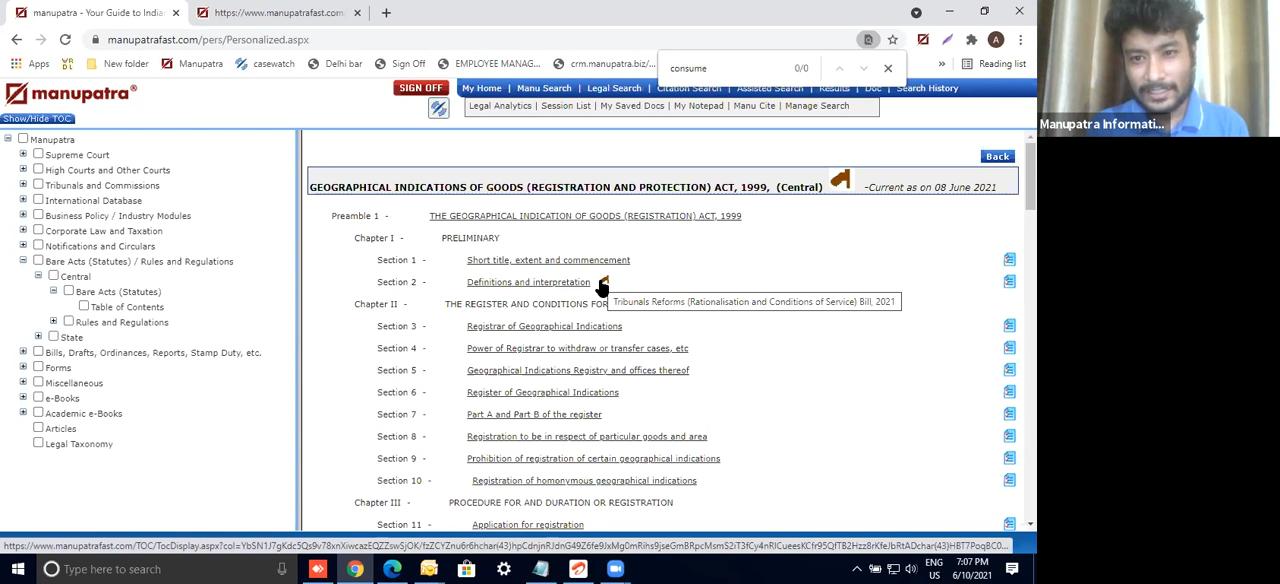 manupatra - Your Guide to India
https://www.manupatrafast.com/
manupatrafast.com/pers/Personalized.aspx
A
Apps
New folder
Manupatra
casewatch
Delhi bar
Sign Off
EMPLOYEE MANAG...
crm.manupatra.biz/...
»
Reading list
consume
0/0
manupatra®
SIGN OFF
My Home | Manu Search | Legal Search | Citation Search | Assisted Search | Results | Doc | Search History
Legal Analytics | Session List | My Saved Docs | My Notepad | Manu Cite | Manage Search
Show/Hide TOC
Manupatra Informati...
Manupatra
Supreme Court
High Courts and Other Courts
Tribunals and Commissions
International Database
Business Policy / Industry Modules
Corporate Law and Taxation
Notifications and Circulars
Bare Acts (Statutes) / Rules and Regulations
Central
Bare Acts (Statutes)
Table of Contents
Rules and Regulations
State
Bills, Drafts, Ordinances, Reports, Stamp Duty, etc.
Forms
Miscellaneous
e-Books
Academic e-Books
Articles
Legal Taxonomy
Back
GEOGRAPHICAL INDICATIONS OF GOODS (REGISTRATION AND PROTECTION) ACT, 1999, (Central) -Current as on 08 June 2021
Preamble 1 - THE GEOGRAPHICAL INDICATION OF GOODS (REGISTRATION) ACT, 1999
Chapter I - PRELIMINARY
Section 1 - Short title, extent and commencement
Section 2 - Definitions and interpretation
Tribunals Reforms (Rationalisation and Conditions of Service) Bill, 2021
Chapter II - THE REGISTER AND CONDITIONS FOR
Section 3 - Registrar of Geographical Indications
Section 4 - Power of Registrar to withdraw or transfer cases, etc
Section 5 - Geographical Indications Registry and offices thereof
Section 6 - Register of Geographical Indications
Section 7 - Part A and Part B of the register
Section 8 - Registration to be in respect of particular goods and area
Section 9 - Prohibition of registration of certain geographical indications
Section 10 - Registration of homonymous geographical indications
Chapter III - PROCEDURE FOR AND DURATION OR REGISTRATION
Section 11 - Application for registration
Type here to search
ENG
US
7:07 PM
6/10/2021